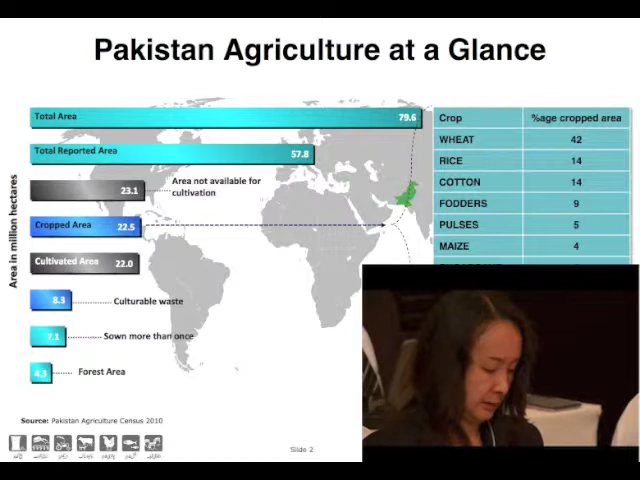 Pakistan Agriculture at a Glance
Area in million hectares
Total Area 79.6
Total Reported Area 57.8
23.1 Area not available for
cultivation
Cropped Area 22.5
Cultivated Area 22.0
8.3 Culturable waste
7.1 Sown more than once
4.3 Forest Area
Crop %age cropped area
WHEAT 42
RICE 14
COTTON 14
FODDERS 9
PULSES 5
MAIZE 4
Source: Pakistan Agriculture Census 2010
Slide 2